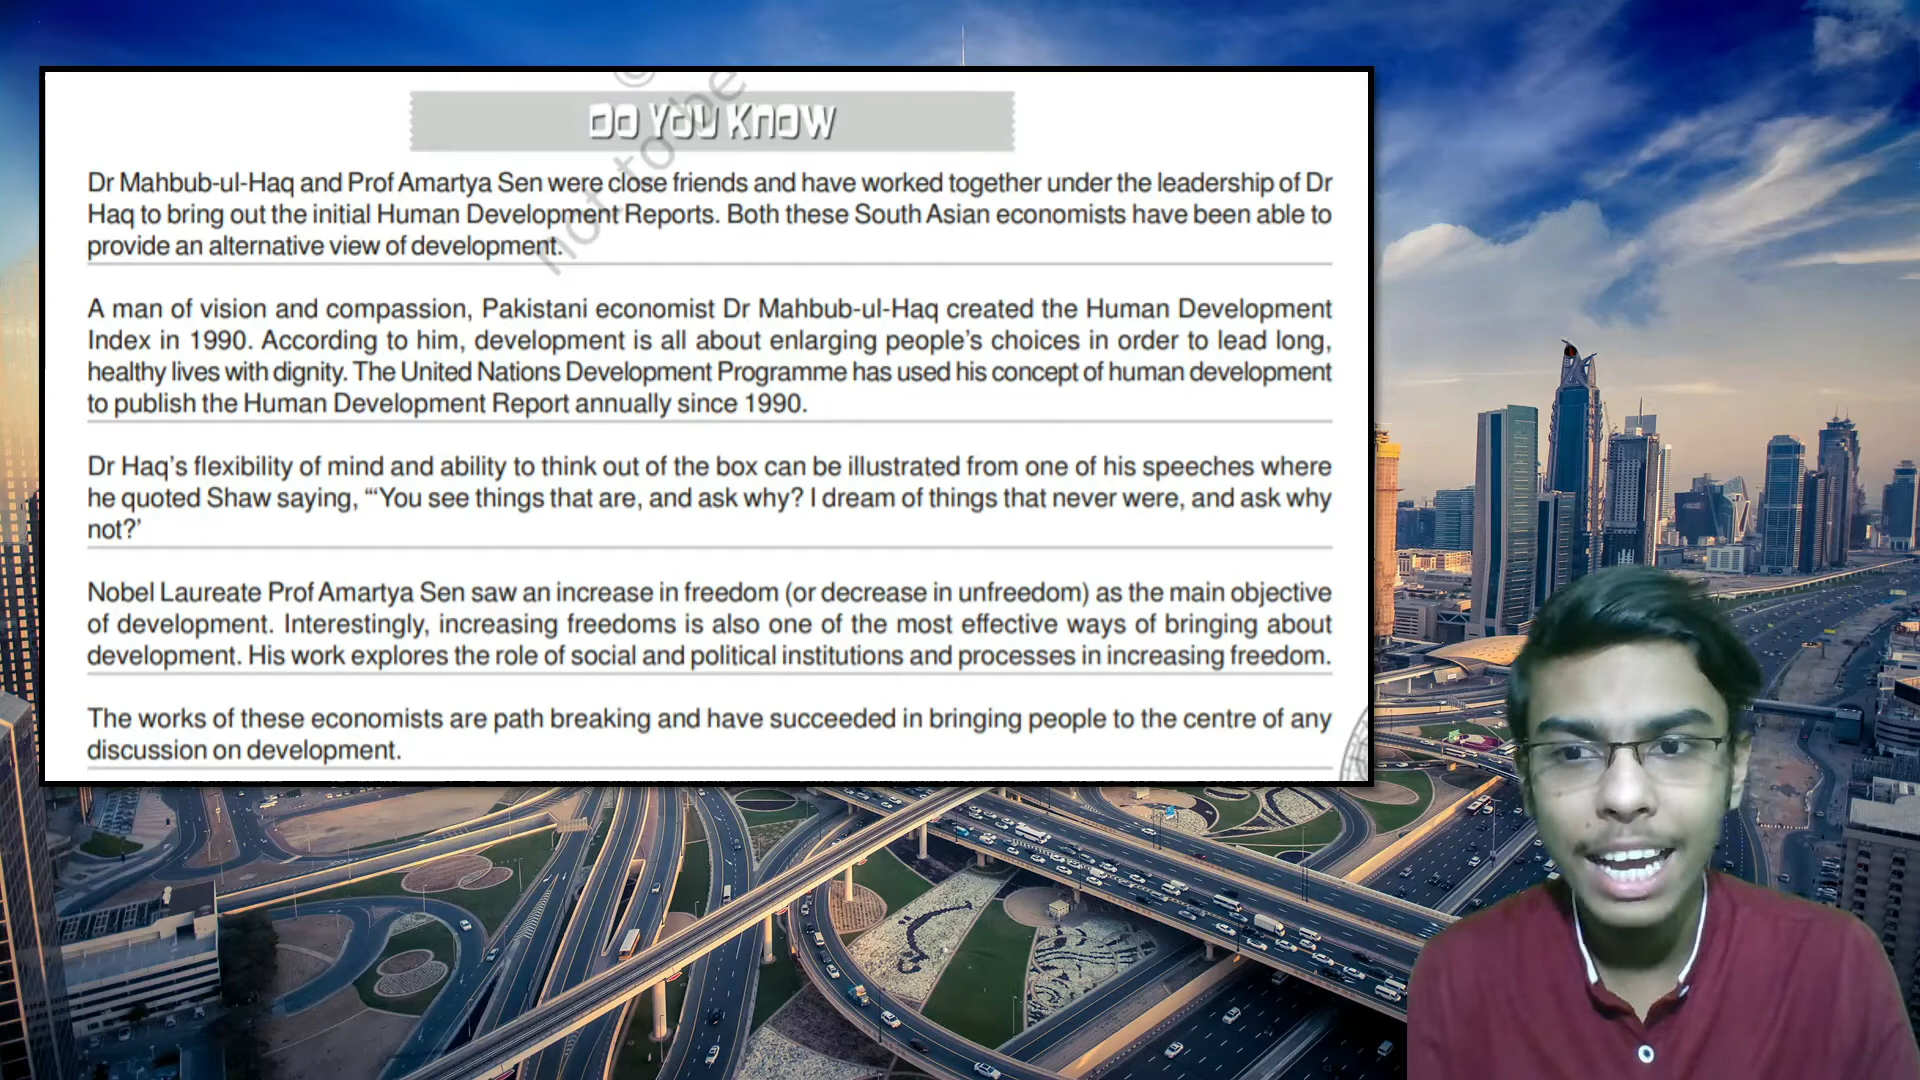 DO YOU KNOW
Dr Mahbub-ul-Haq and Prof Amartya Sen were close friends and have worked together under the leadership of Dr
Haq to bring out the initial Human Development Reports. Both these South Asian economists have been able to
provide an alternative view of development.
A man of vision and compassion, Pakistani economist Dr Mahbub-ul-Haq created the Human Development
Index in 1990. According to him, development is all about enlarging people’s choices in order to lead long,
healthy lives with dignity. The United Nations Development Programme has used his concept of human development
to publish the Human Development Report annually since 1990.
Dr Haq’s flexibility of mind and ability to think out of the box can be illustrated from one of his speeches where
he quoted Shaw saying, “‘You see things that are, and ask why? I dream of things that never were, and ask why
not?’
Nobel Laureate Prof Amartya Sen saw an increase in freedom (or decrease in unfreedom) as the main objective
of development. Interestingly, increasing freedoms is also one of the most effective ways of bringing about
development. His work explores the role of social and political institutions and processes in increasing freedom.
The works of these economists are path breaking and have succeeded in bringing people to the centre of any
discussion on development.
©
not to be